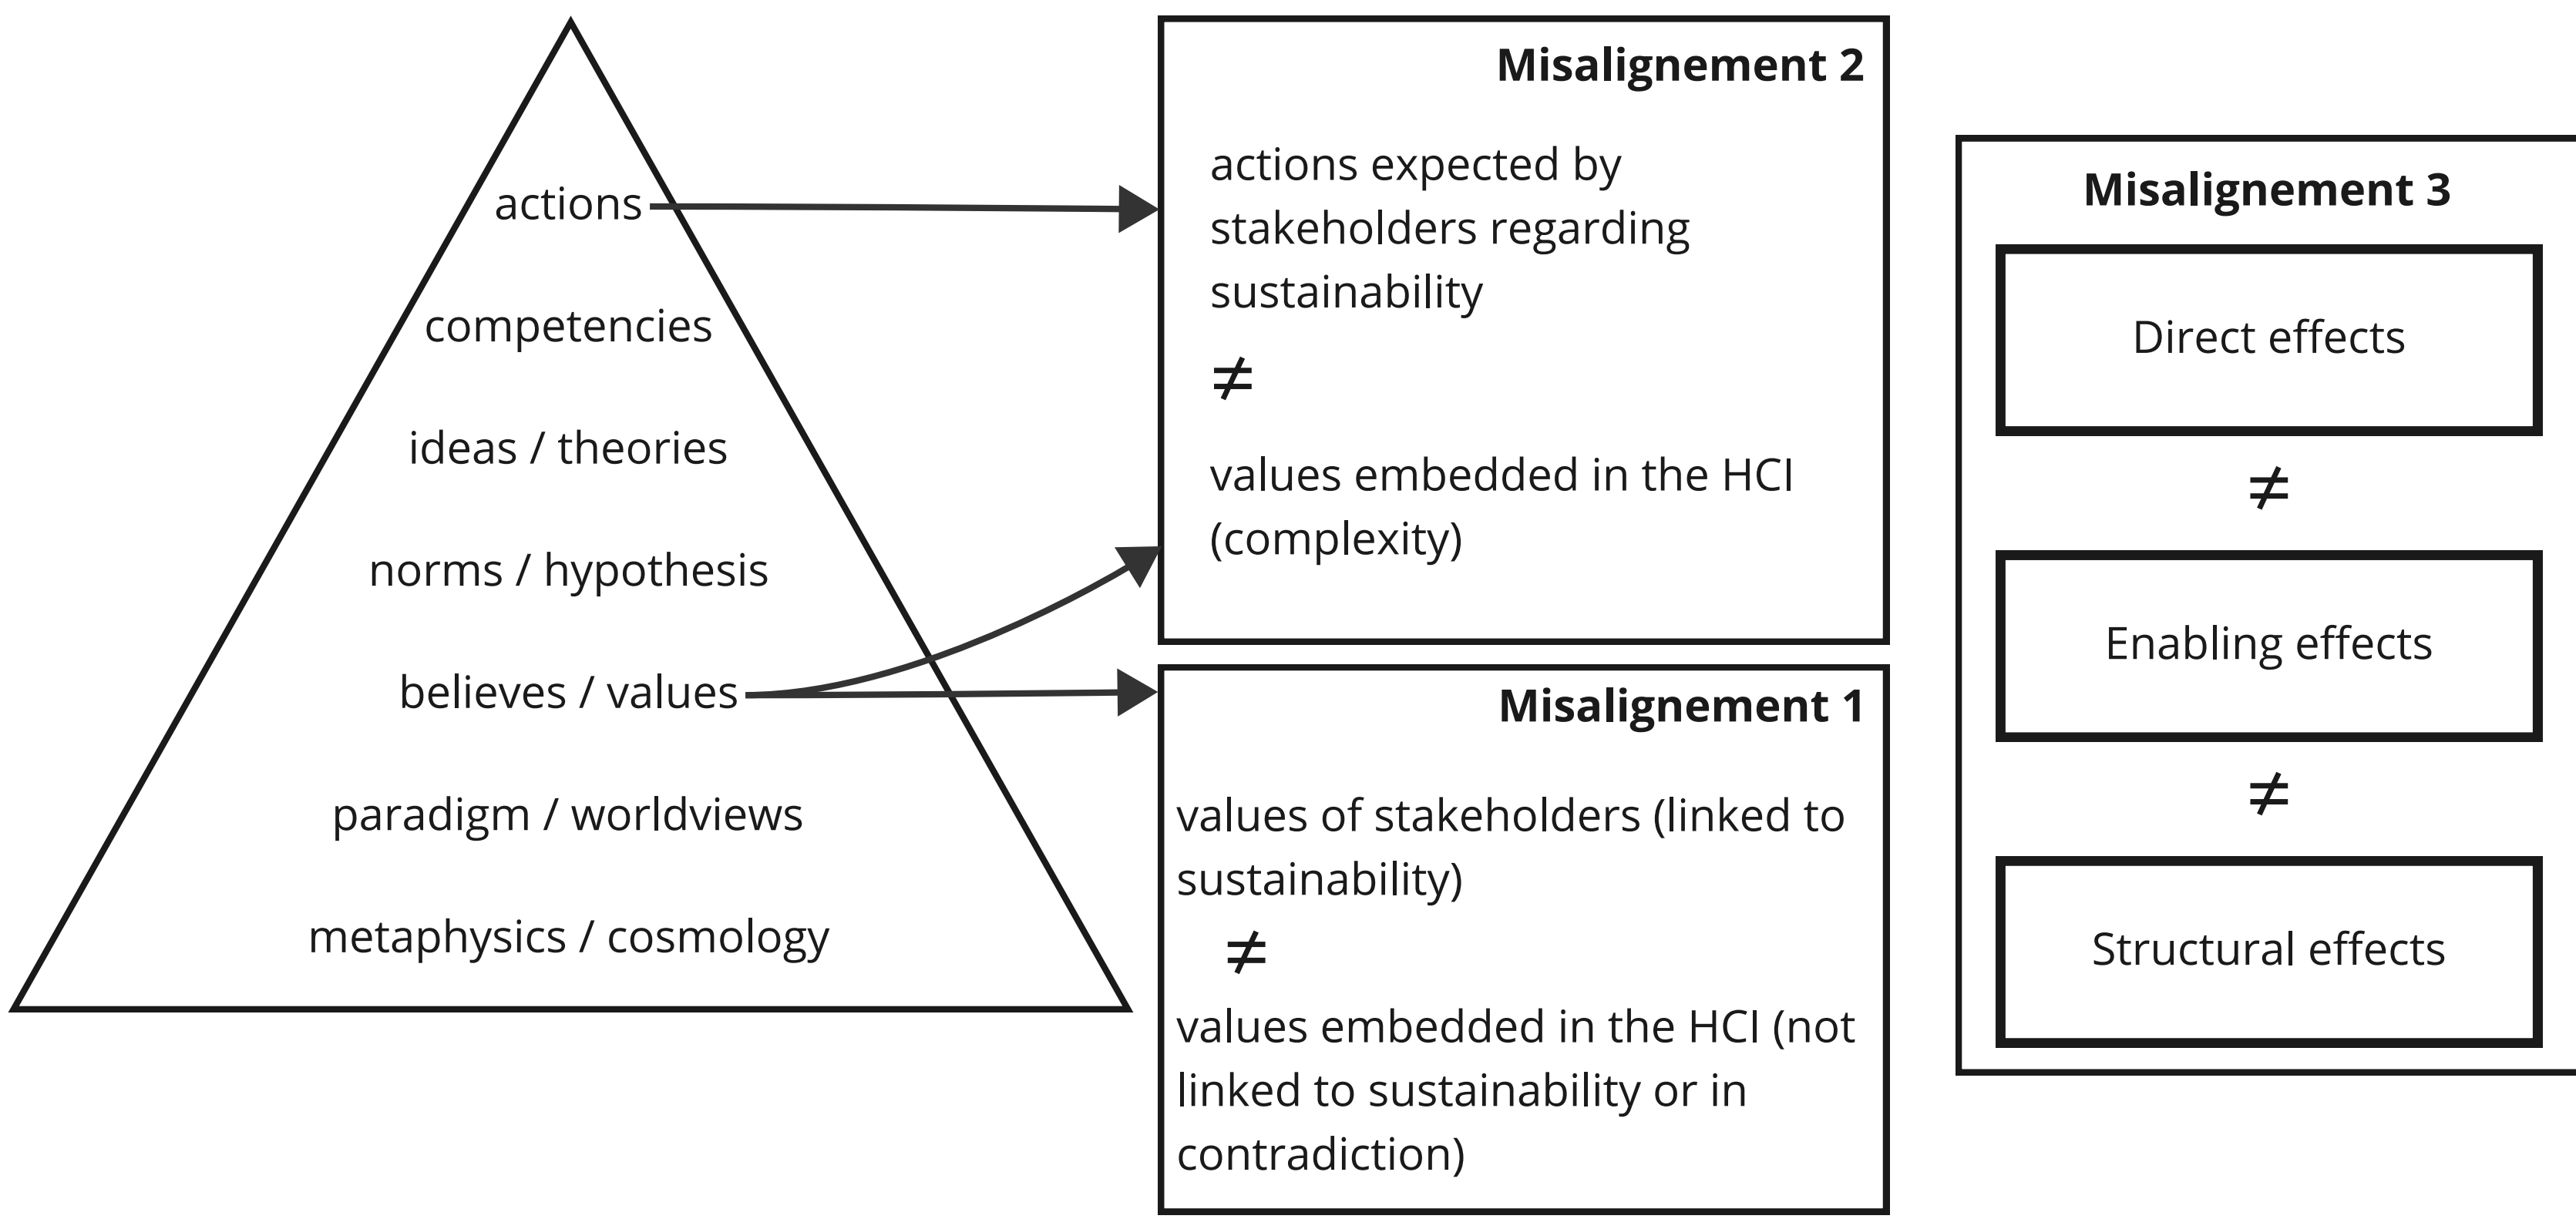 actions
competencies
ideas / theories
norms / hypothesis
believes / values
paradigm / worldviews
metaphysics / cosmology
Misalignement 2
actions expected by
stakeholders regarding
sustainability
≠
values embedded in the HCI
(complexity)
Misalignement 1
values of stakeholders (linked to
sustainability)
≠
values embedded in the HCI (not
linked to sustainability or in
contradiction)
Misalignement 3
Direct effects
≠
Enabling effects
≠
Structural effects